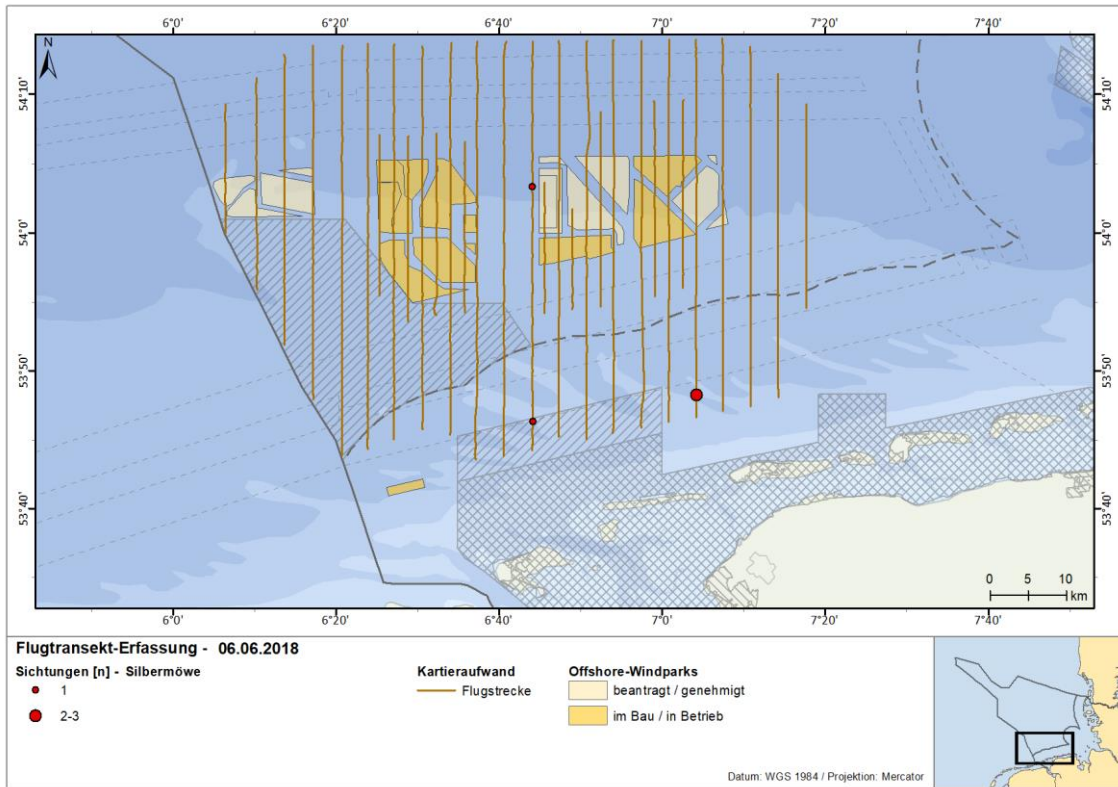 6°0' 6°20' 6°40' 7°0' 7°20' 7°40'
N
54°10' 54°10'
54°0' 54°0'
53°50' 53°50'
53°40' 53°40'
0 5 10
km
6°0' 6°20' 6°40' 7°0' 7°20' 7°40'
Flugtransekt-Erfassung - 06.06.2018
Sichtungen [n] - Silbermöwe
1
2-3
Kartieraufwand
Flugstrecke
Offshore-Windparks
beantragt / genehmigt
im Bau / in Betrieb
Datum: WGS 1984 / Projektion: Mercator